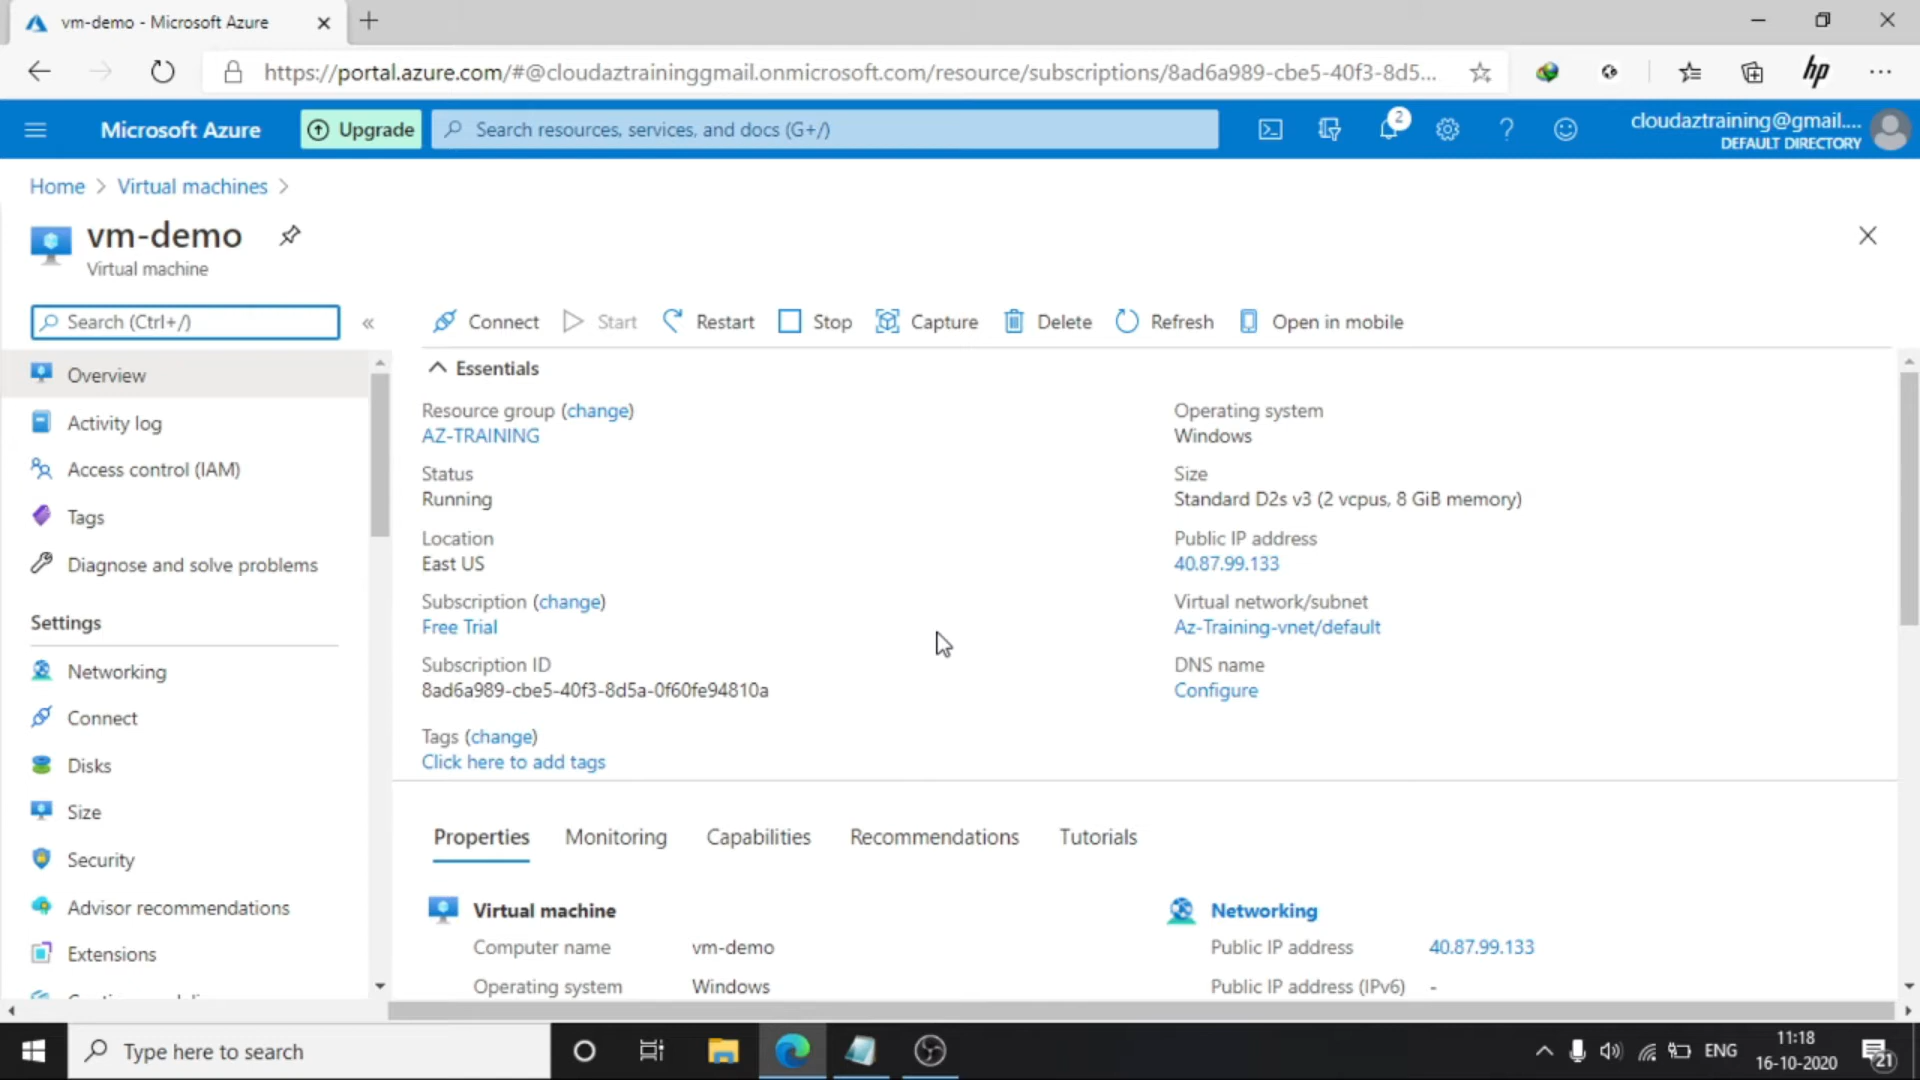 vm-demo - Microsoft Azure
https://portal.azure.com/#@cloudaztraininggmail.onmicrosoft.com/resource/subscriptions/8ad6a989-cbe5-40f3-8d5...
hp
Microsoft Azure
Upgrade
Search resources, services, and docs (G+/)
2
cloudaztraining@gmail....
DEFAULT DIRECTORY
Home > Virtual machines >
vm-demo
Virtual machine
Search (Ctrl+/)
«
Connect
Start
Restart
Stop
Capture
Delete
Refresh
Open in mobile
Overview
Activity log
Access control (IAM)
Tags
Diagnose and solve problems
Settings
Networking
Connect
Disks
Size
Security
Advisor recommendations
Extensions
Essentials
Resource group (change)
AZ-TRAINING
Status
Running
Location
East US
Subscription (change)
Free Trial
Subscription ID
8ad6a989-cbe5-40f3-8d5a-0f60fe94810a
Tags (change)
Click here to add tags
Operating system
Windows
Size
Standard D2s v3 (2 vcpus, 8 GiB memory)
Public IP address
40.87.99.133
Virtual network/subnet
Az-Training-vnet/default
DNS name
Configure
Properties
Monitoring
Capabilities
Recommendations
Tutorials
Virtual machine
Computer name vm-demo
Operating system Windows
Networking
Public IP address 40.87.99.133
Public IP address (IPv6) -
Type here to search
ENG
11:18
16-10-2020
21